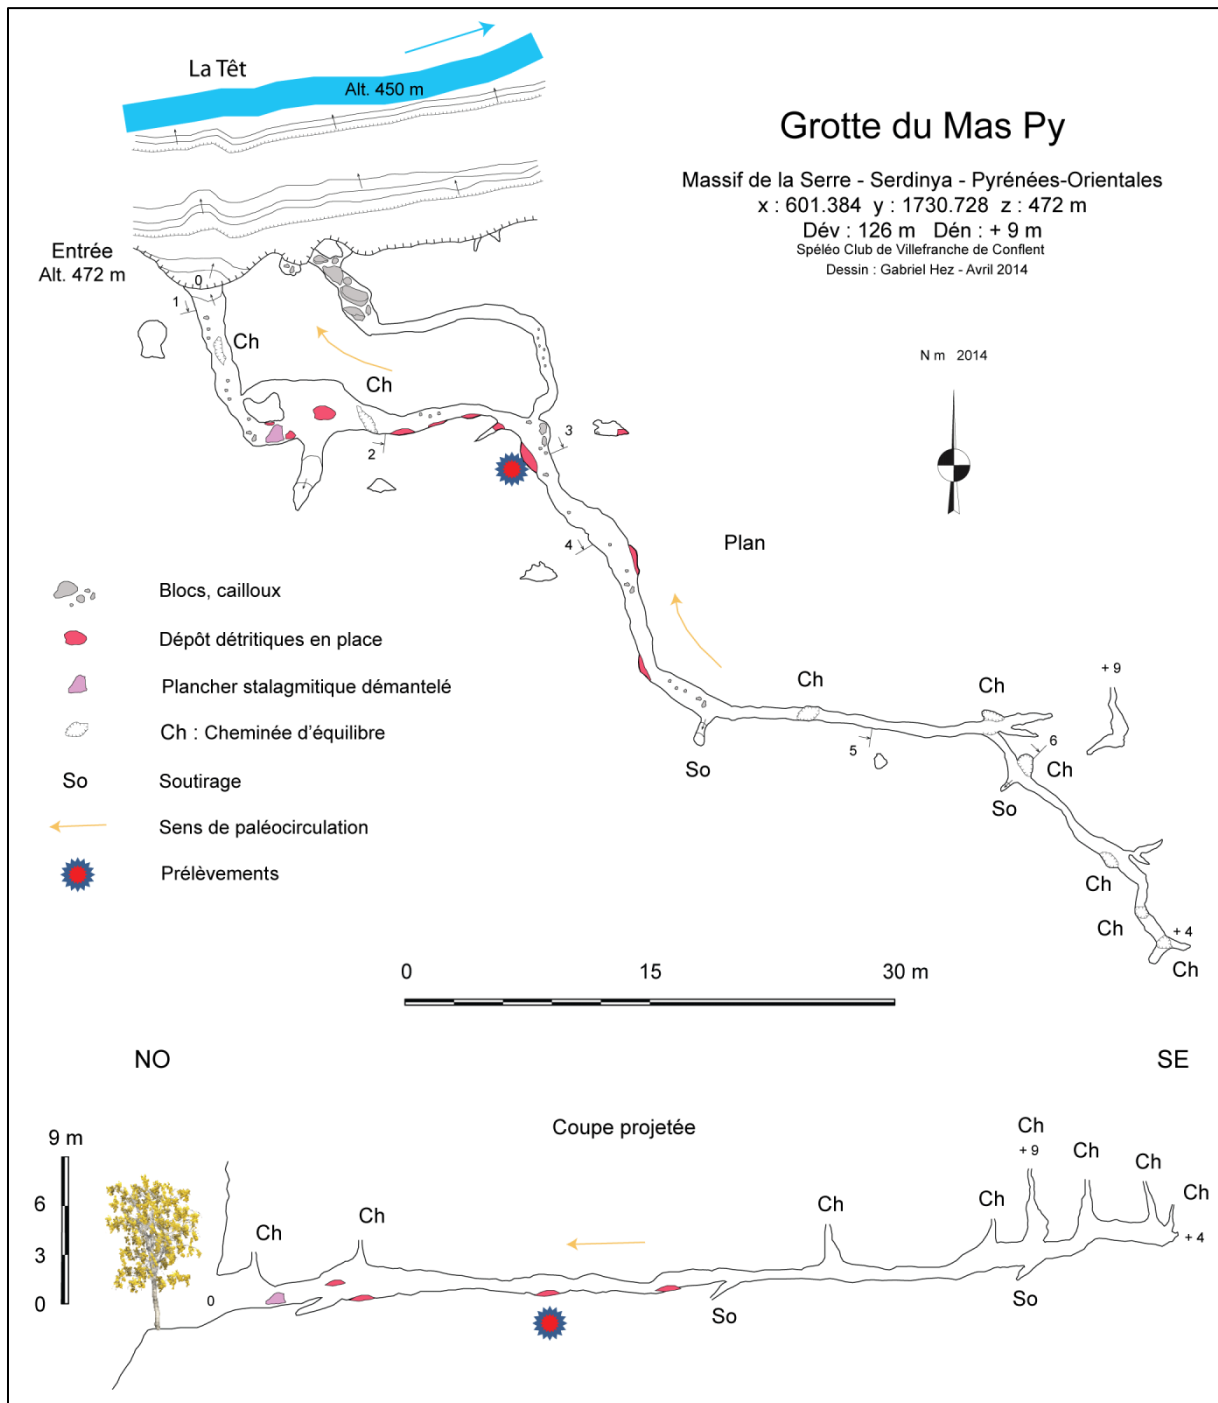 La Têt
Alt. 450 m
Grotte du Mas Py
Massif de la Serre - Serdinya - Pyrénées-Orientales
x : 601.384 y : 1730.728 z : 472 m
Dév : 126 m Dén : + 9 m
Spéléo Club de Villefranche de Conflent
Dessin : Gabriel Hez - Avril 2014
Entrée
Alt. 472 m
0
1
Ch
Ch
N m 2014
2
3
4
Plan
Blocs, cailloux
Dépôt détritiques en place
Plancher stalagmitique démantelé
Ch : Cheminée d'équilibre
So Soutirage
Sens de paléocirculation
Prélèvements
Ch
Ch
+ 9
So
5
6
Ch
So
Ch
Ch
+ 4
Ch
0 15 30 m
NO
SE
Coupe projetée
9 m
6
3
0
0
Ch
Ch
Ch
Ch
Ch
+ 9
Ch
Ch
Ch
+ 4
So
So